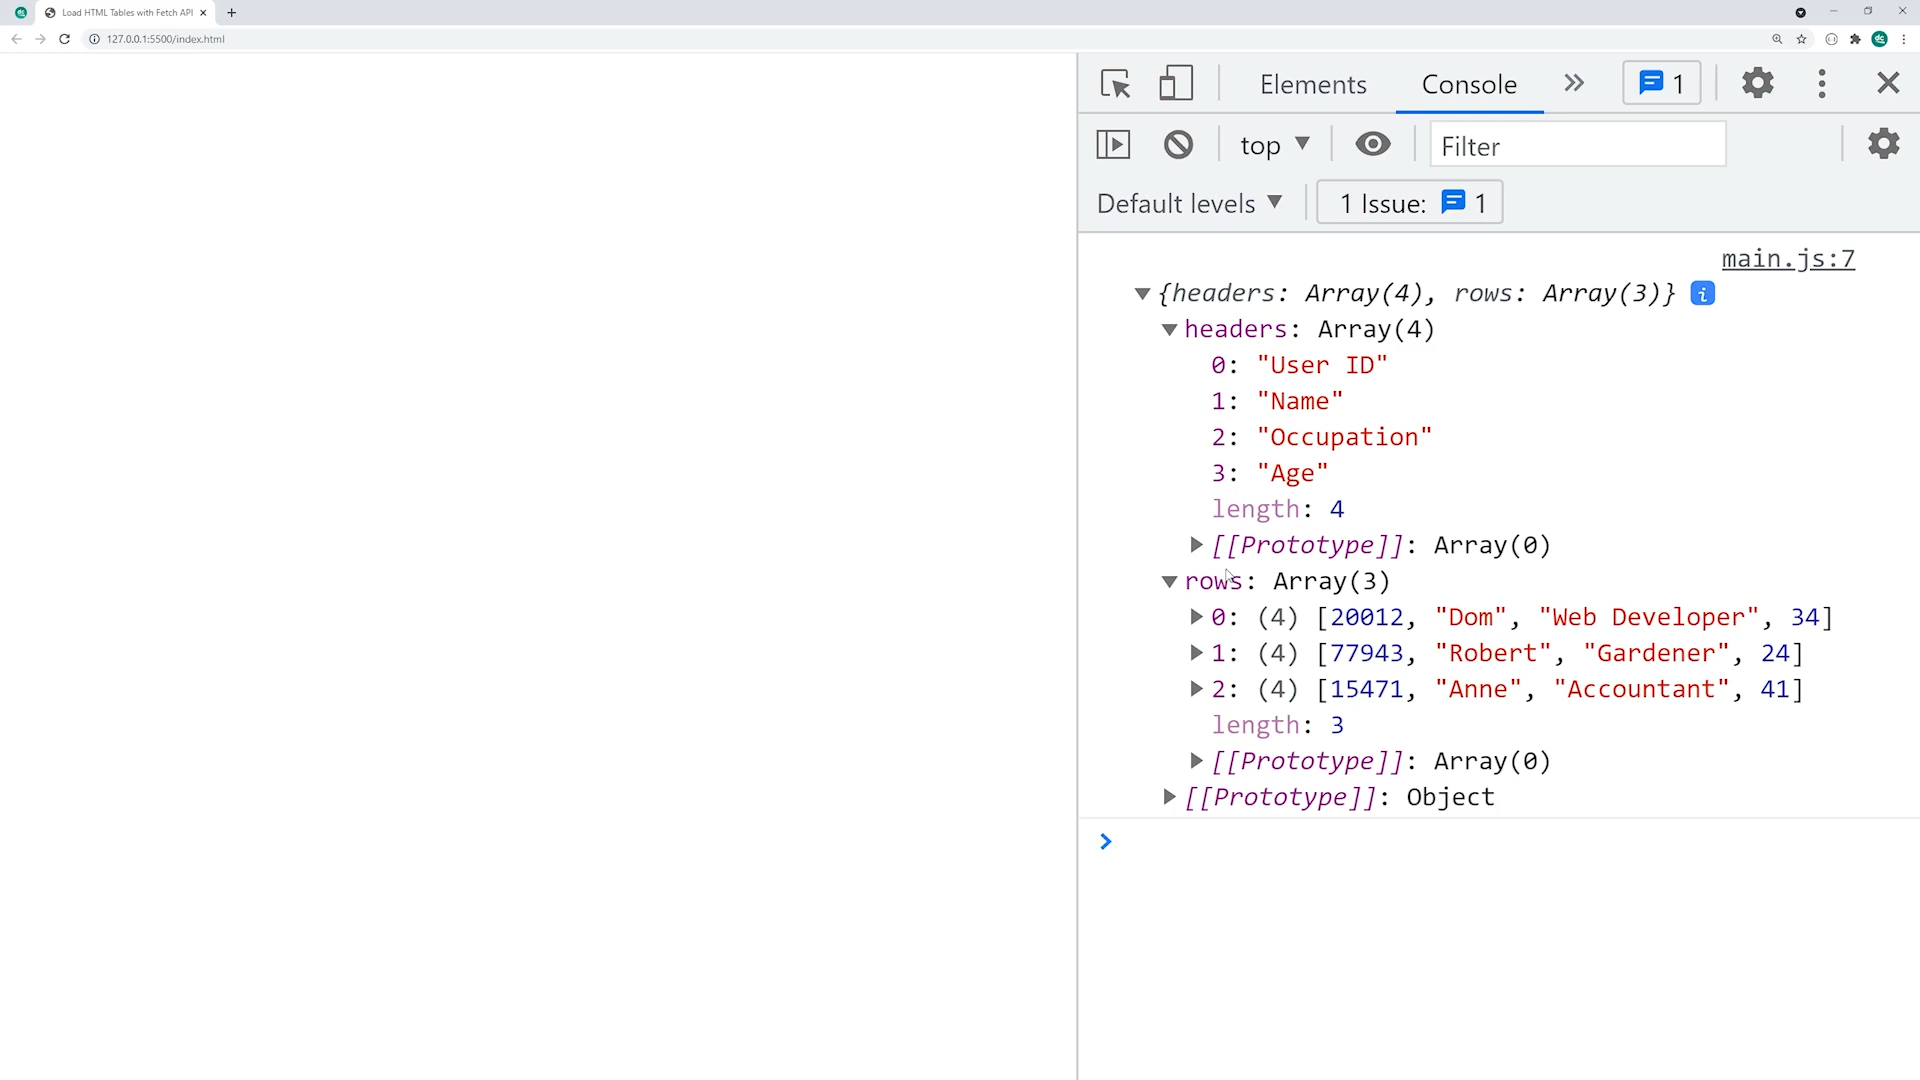 Load HTML Tables with Fetch API
127.0.0.1:5500/index.html
Elements
Console
1
top
Filter
Default levels
1 Issue: 1
main.js:7
{headers: Array(4), rows: Array(3)}
headers: Array(4)
0: "User ID"
1: "Name"
2: "Occupation"
3: "Age"
length: 4
[[Prototype]]: Array(0)
rows: Array(3)
0: (4) [20012, "Dom", "Web Developer", 34]
1: (4) [77943, "Robert", "Gardener", 24]
2: (4) [15471, "Anne", "Accountant", 41]
length: 3
[[Prototype]]: Array(0)
[[Prototype]]: Object